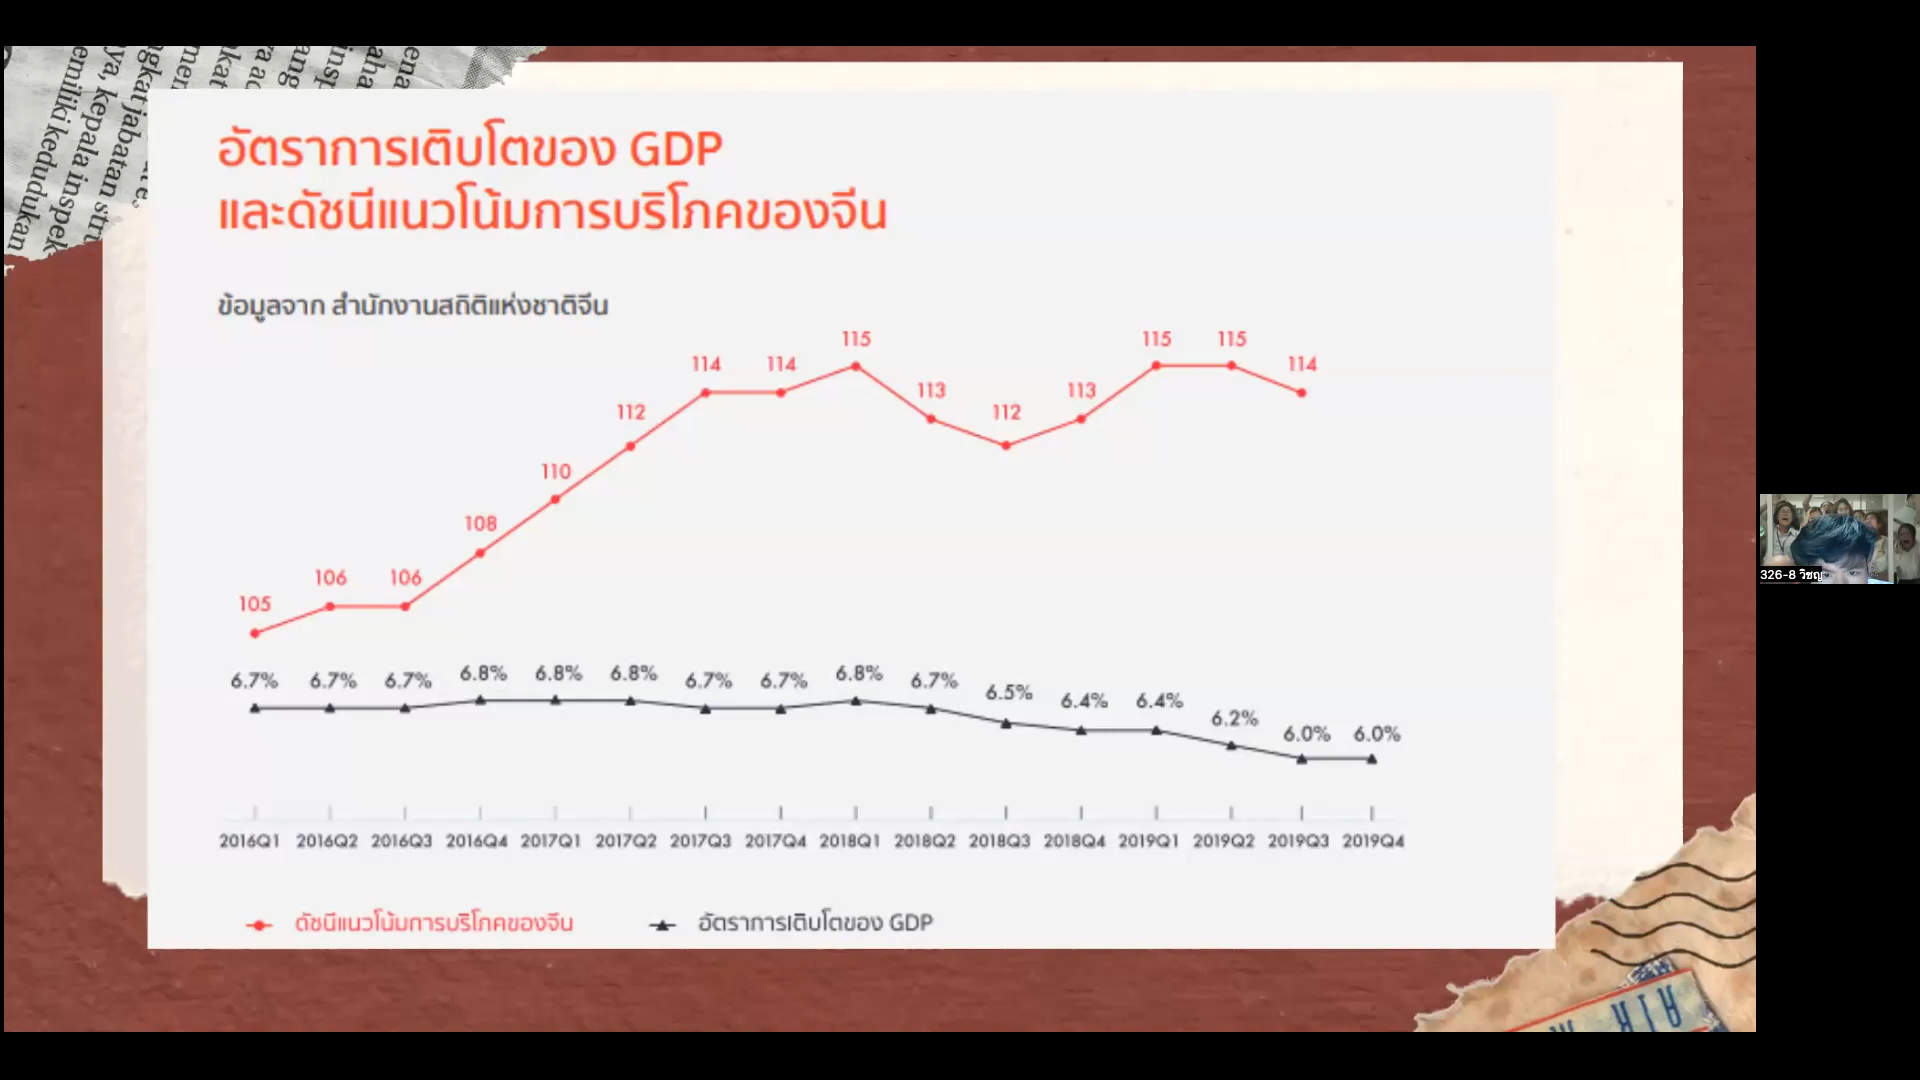 อัตราการเติบโตของ GDP
และดัชนีแนวโน้มการบริโภคของจีน
ข้อมูลจาก สำนักงานสถิติแห่งชาติจีน
105 106 106 108 110 112 114 114 115 113 112 113 115 115 114
6.7% 6.7% 6.7% 6.8% 6.8% 6.8% 6.7% 6.7% 6.8% 6.7% 6.5% 6.4% 6.4% 6.2% 6.0% 6.0%
2016Q1 2016Q2 2016Q3 2016Q4 2017Q1 2017Q2 2017Q3 2017Q4 2018Q1 2018Q2 2018Q3 2018Q4 2019Q1 2019Q2 2019Q3 2019Q4
ดัชนีแนวโน้มการบริโภคของจีน อัตราการเติบโตของ GDP
326-8 วิชญ
emiliki kedudukan
kepala inspek
jabatan